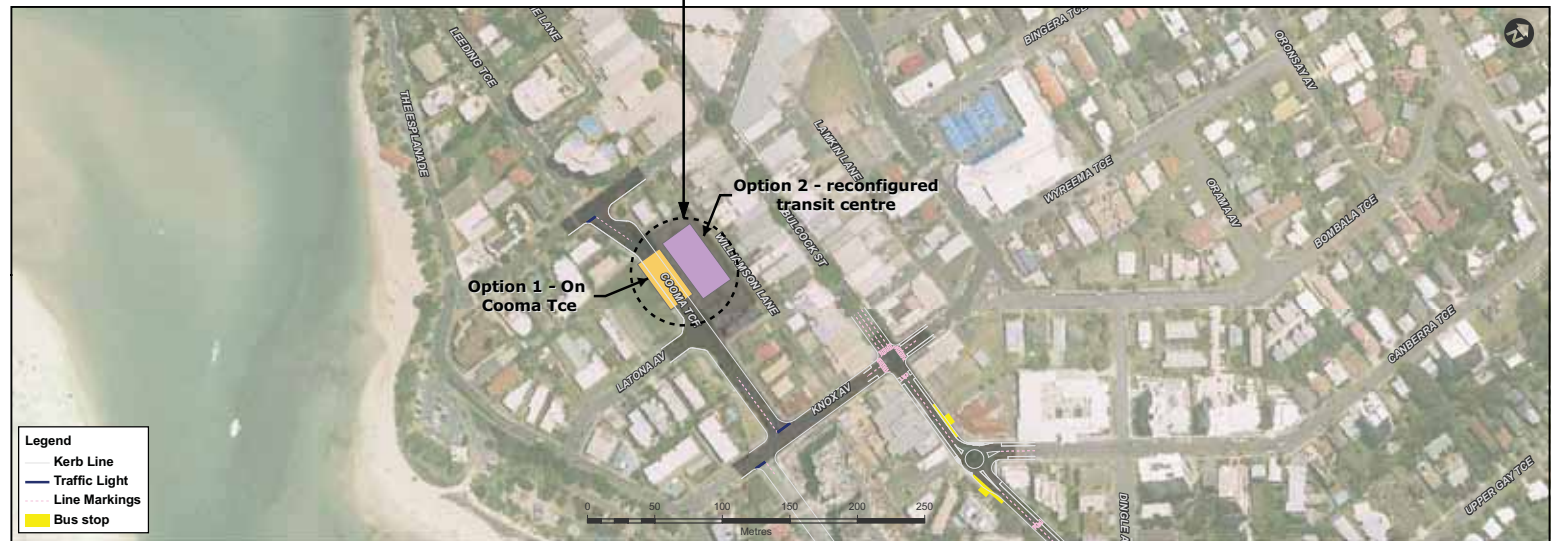 LEEDING TCE
THE ESPLANADE
BINGERA TCE
ORONSAY AV
LAMKIN LANE
WYREEMA TCE
ORAMA AV
BOMBALA TCE
Option 2 - reconfigured
transit centre
BULCOCK ST
WILLIAMSON LANE
Option 1 - On
Cooma Tce
COOMA TCE
LATONA AV
KNOX AV
CANBERRA TCE
UPPER GAY TCE
Legend
Kerb Line
Traffic Light
Line Markings
Bus stop
0 50 100 150 200 250
Metres
N